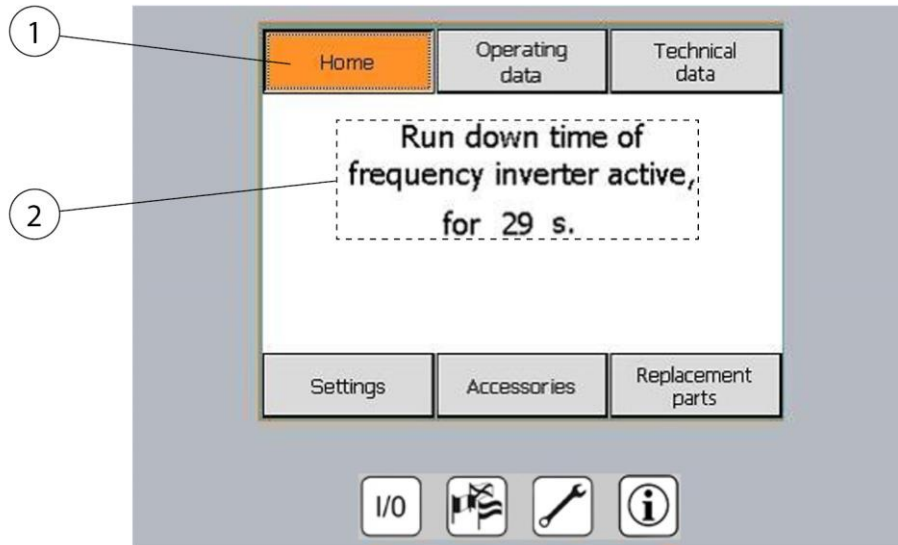 1
Home
Operating
data
Technical
data
Run down time of
frequency inverter active,
for 29 s.
2
Settings
Accessories
Replacement
parts
I/0
i